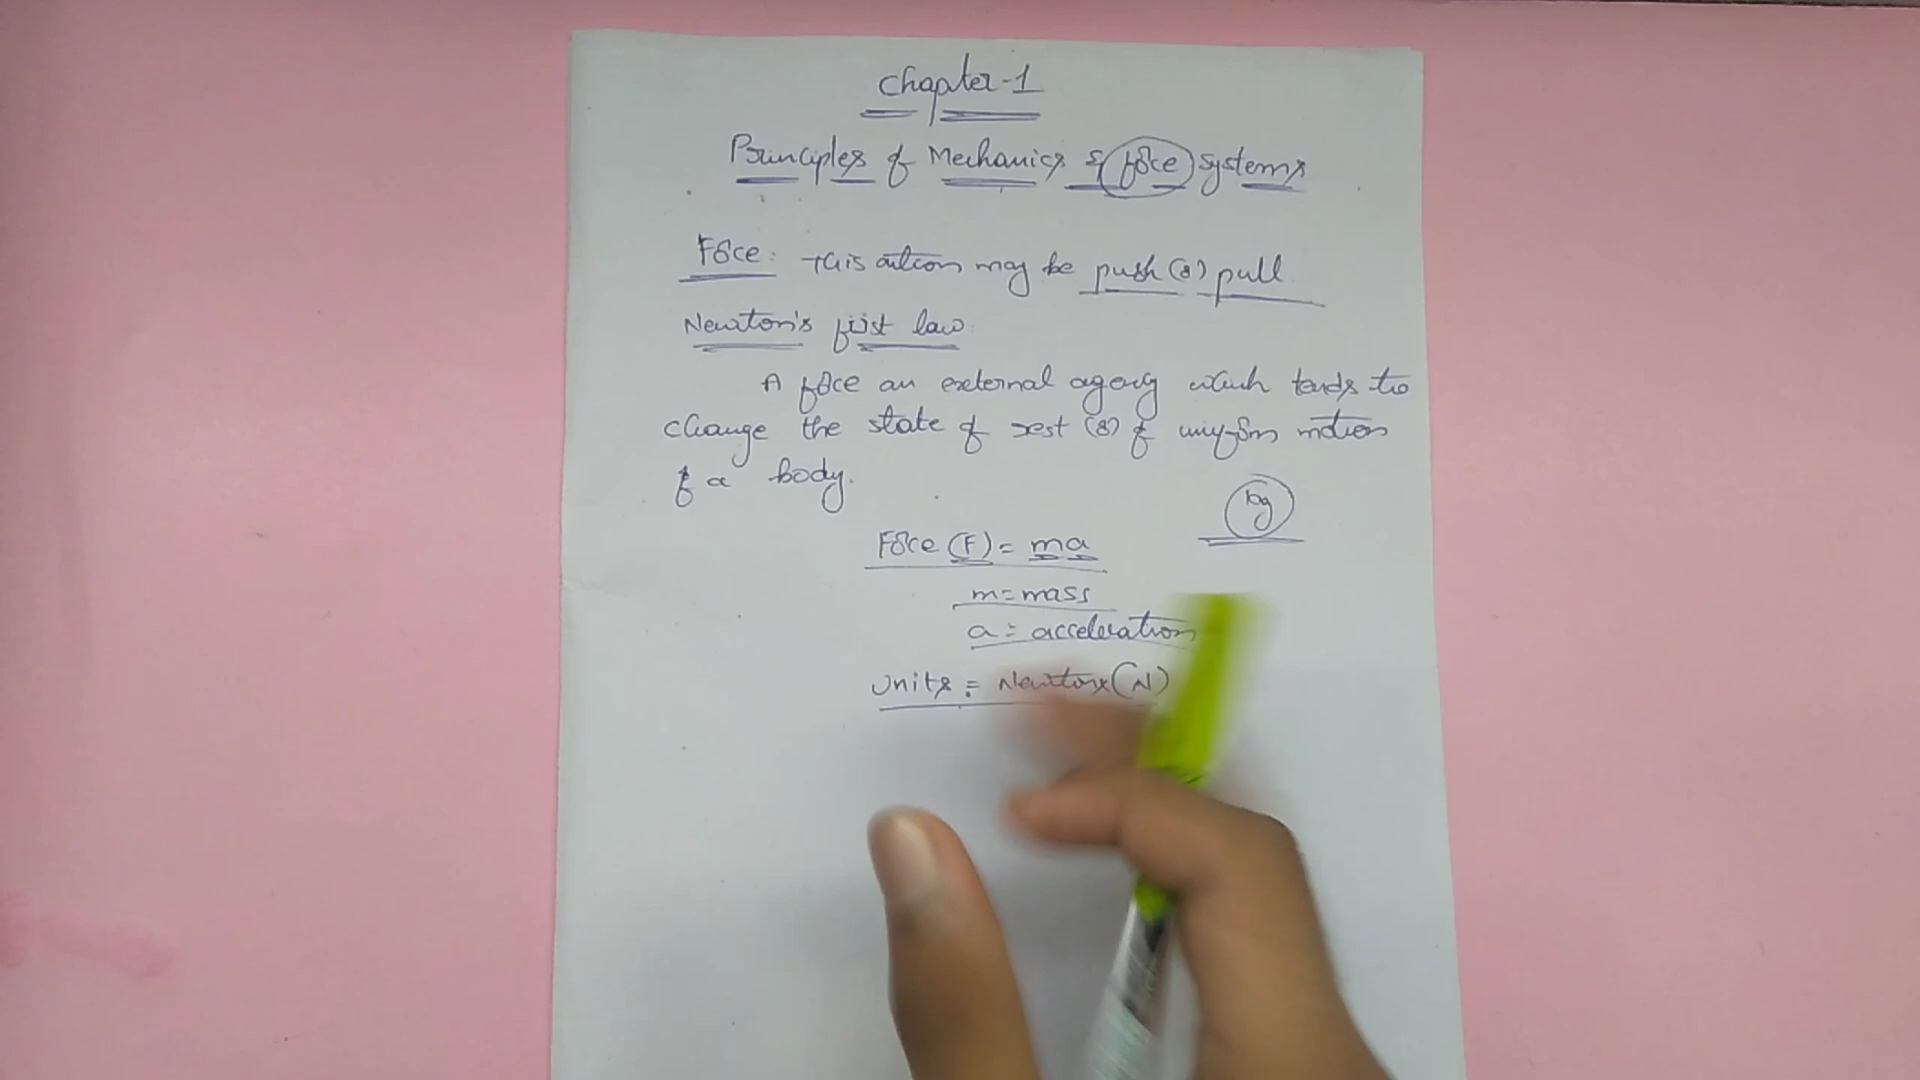 Chapter-1
Principles of Mechanics & force systems
Force: This action may be push (or) pull.
Newton's first law:
A force an external agency which tends to
change the state of rest (or) of uniform motion
of a body.
kg
Force (F) = ma
m = mass
a = acceleration
Units = Newtons (N)